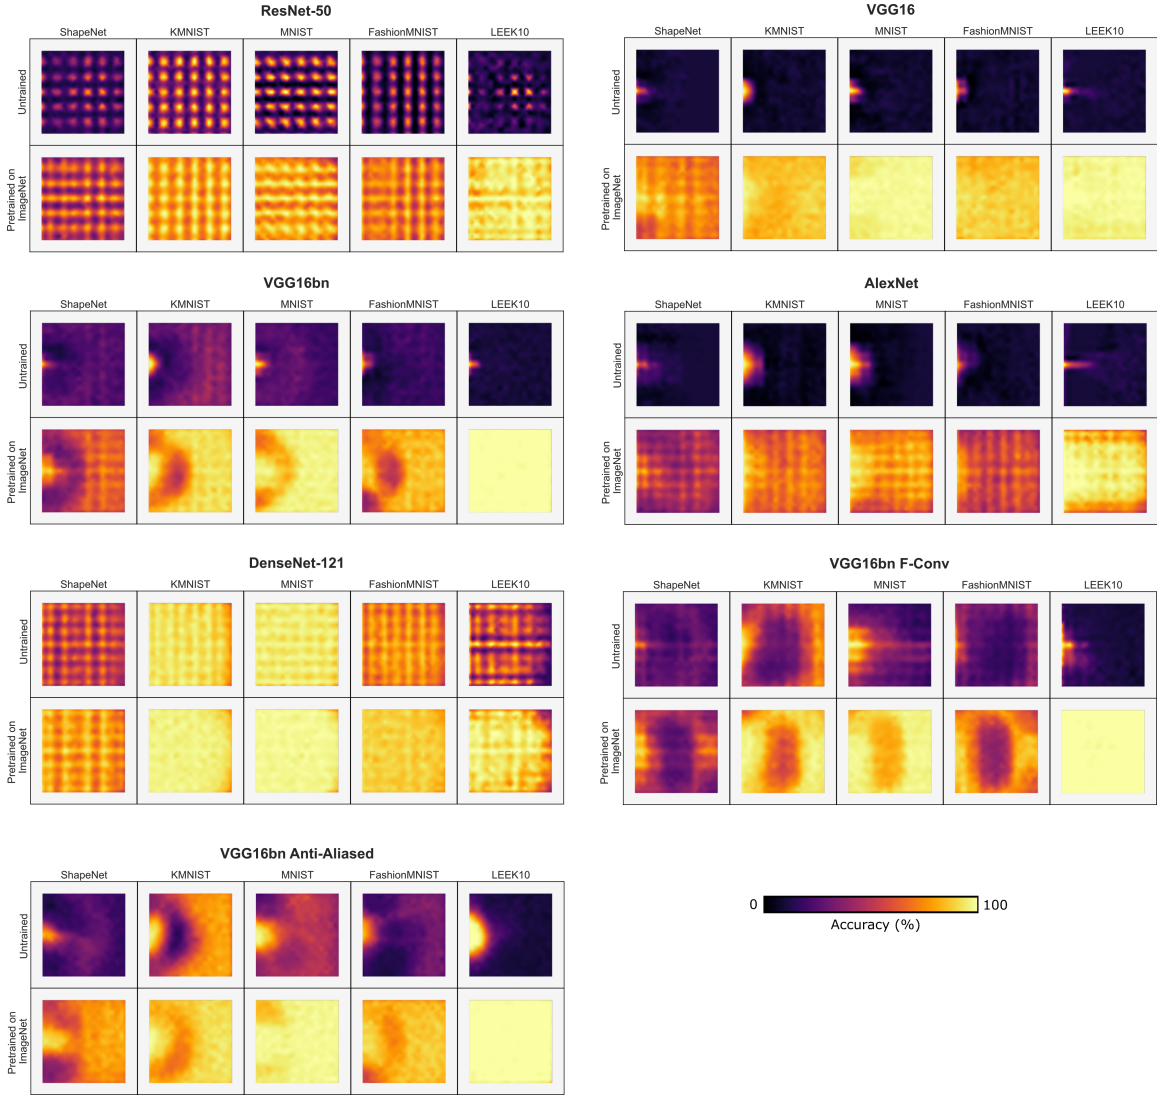 ResNet-50
ShapeNet KMNIST MNIST FashionMNIST LEEK10
Untrained
Pretrained on
ImageNet
VGG16
ShapeNet KMNIST MNIST FashionMNIST LEEK10
Untrained
Pretrained on
ImageNet
VGG16bn
ShapeNet KMNIST MNIST FashionMNIST LEEK10
Untrained
Pretrained on
ImageNet
AlexNet
ShapeNet KMNIST MNIST FashionMNIST LEEK10
Untrained
Pretrained on
ImageNet
DenseNet-121
ShapeNet KMNIST MNIST FashionMNIST LEEK10
Untrained
Pretrained on
ImageNet
VGG16bn F-Conv
ShapeNet KMNIST MNIST FashionMNIST LEEK10
Untrained
Pretrained on
ImageNet
VGG16bn Anti-Aliased
ShapeNet KMNIST MNIST FashionMNIST LEEK10
Untrained
Pretrained on
ImageNet
0 100
Accuracy (%)